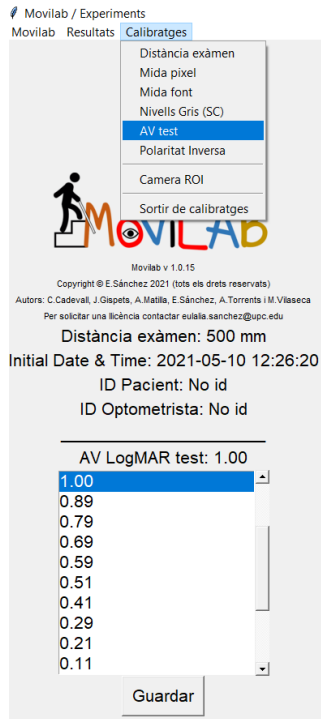 Movilab / Experiments
Movilab Resultats Calibratges
Distància exàmen
Mida pixel
Mida font
Nivells Gris (SC)
AV test
Polaritat Inversa
Camera ROI
Sortir de calibratges
MOVILAB
Movilab v 1.0.15
Copyright © E.Sánchez 2021 (tots els drets reservats)
Autors: C.Cadevall, J.Gispets, A.Matilla, E.Sánchez, A.Torrents i M.Vilaseca
Per solicitar una llicència contactar eulalia.sanchez@upc.edu
Distància exàmen: 500 mm
Initial Date & Time: 2021-05-10 12:26:20
ID Pacient: No id
ID Optometrista: No id
AV LogMAR test: 1.00
1.00
0.89
0.79
0.69
0.59
0.51
0.41
0.29
0.21
0.11
Guardar